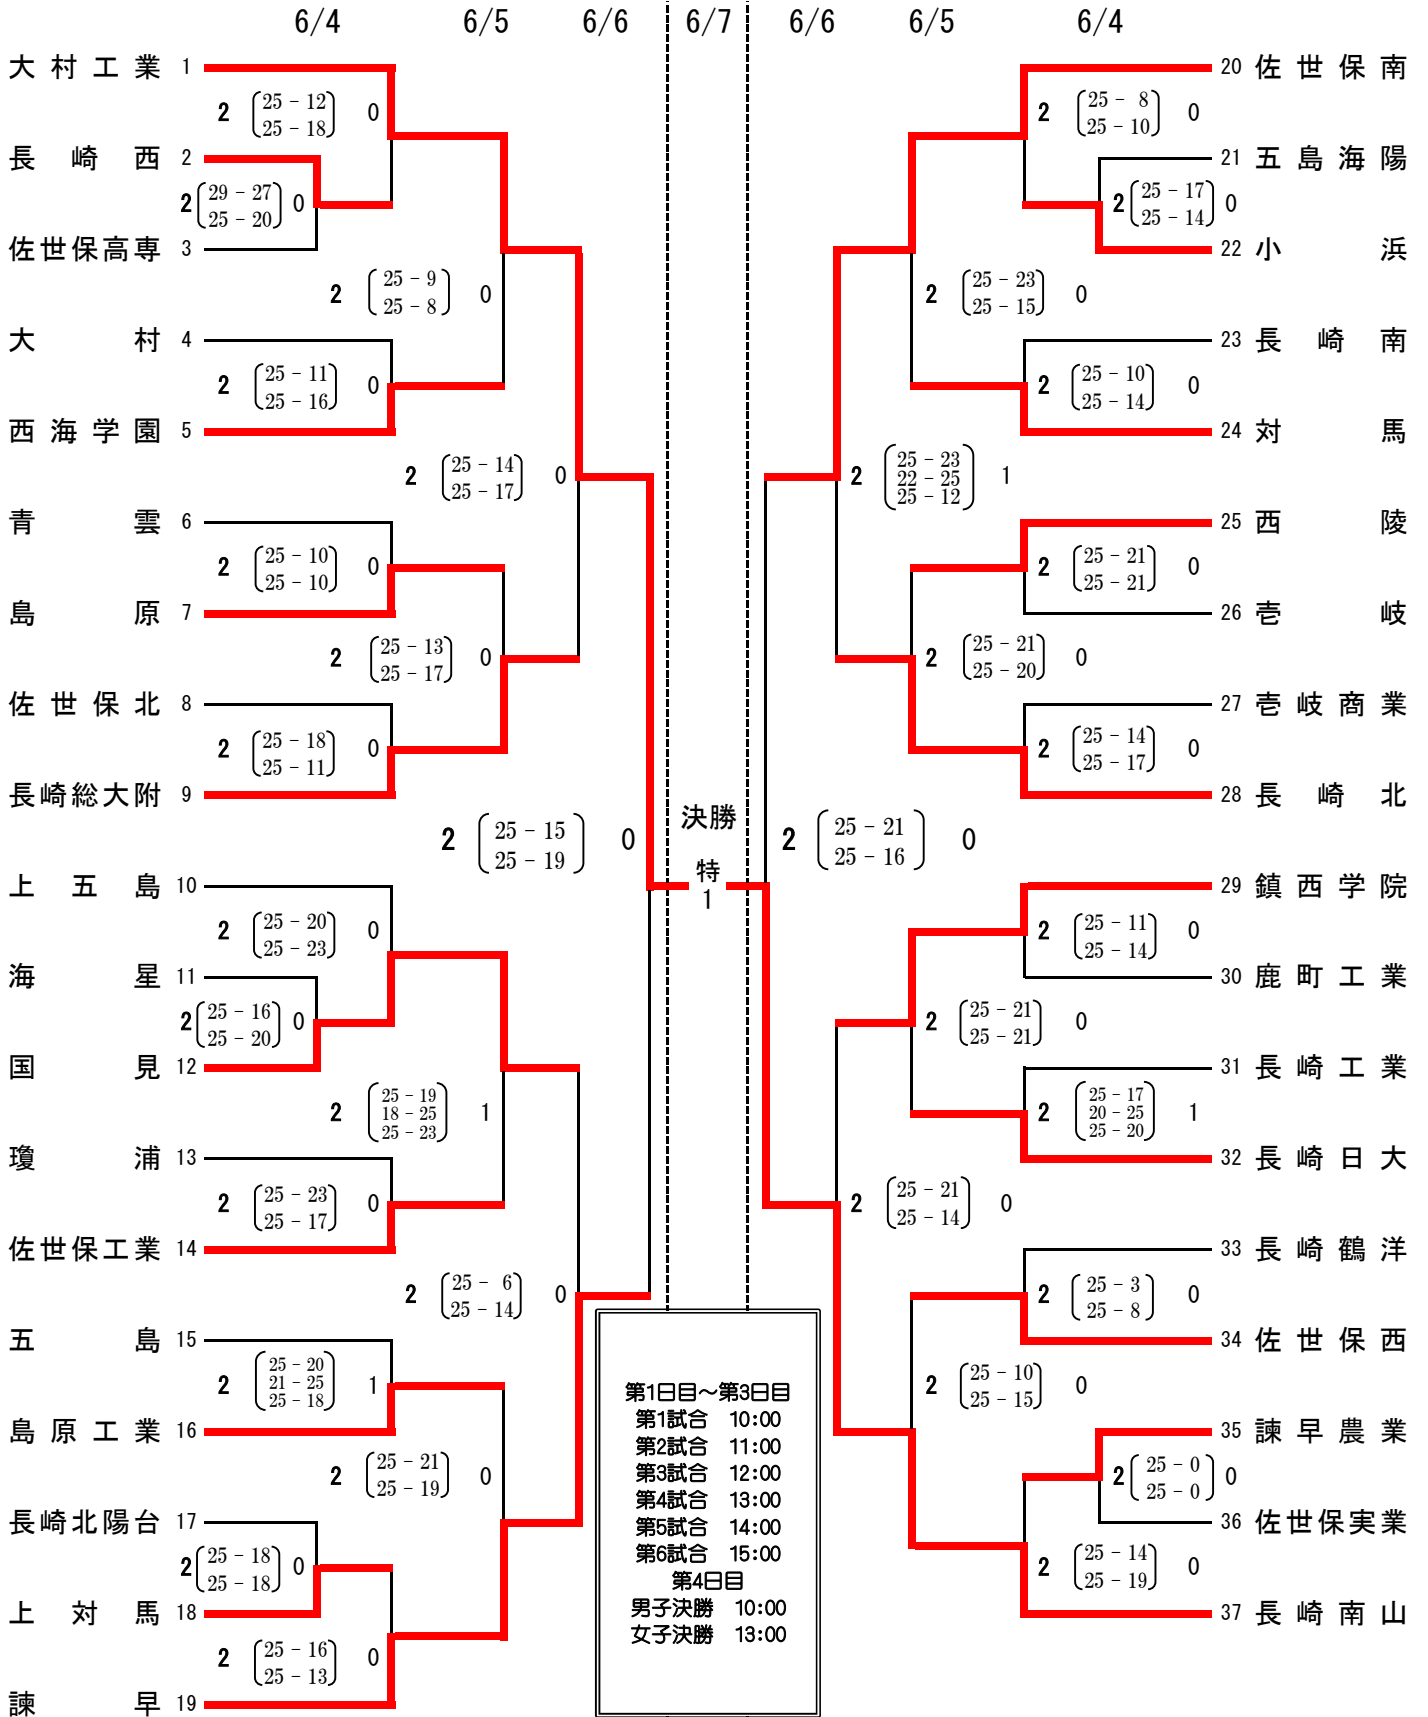 6/4 6/5 6/6 6/7 6/6 6/5 6/4
大村工業 1
2 25-12 0
25-18
長崎西 2
2 29-27 0
25-20
佐世保高専 3
2 25-9 0
25-8
大村 4
2 25-11 0
25-16
西海学園 5
2 25-14 0
25-17
青雲 6
2 25-10 0
25-10
島原 7
2 25-13 0
25-17
佐世保北 8
2 25-18 0
25-11
長崎総大附 9
2 25-15 0
25-19
上五島 10
2 25-20 0
25-23
海星 11
2 25-16 0
25-20
国見 12
2 25-19 1
18-25
25-23
瓊浦 13
2 25-23 0
25-17
佐世保工業 14
2 25-6 0
25-14
五島 15
2 25-20 1
21-25
25-18
島原工業 16
2 25-21 0
25-19
長崎北陽台 17
2 25-18 0
25-18
上対馬 18
2 25-16 0
25-13
諫早 19
決勝
特
1
20 佐世保南
2 25-8 0
25-10
21 五島海陽
2 25-17 0
25-14
22 小浜
2 25-23 0
25-15
23 長崎南
2 25-10 0
25-14
24 対馬
2 25-23 1
22-25
25-12
25 西陵
2 25-21 0
25-21
26 壱岐
2 25-21 0
25-20
27 壱岐商業
2 25-14 0
25-17
28 長崎北
2 25-21 0
25-16
29 鎮西学院
2 25-11 0
25-14
30 鹿町工業
2 25-21 0
25-21
31 長崎工業
2 25-17 1
20-25
25-20
32 長崎日大
2 25-21 0
25-14
33 長崎鶴洋
2 25-3 0
25-8
34 佐世保西
2 25-10 0
25-15
35 諫早農業
2 25-0 0
25-0
36 佐世保実業
2 25-14 0
25-19
37 長崎南山
第1日目～第3日目
第1試合 10:00
第2試合 11:00
第3試合 12:00
第4試合 13:00
第5試合 14:00
第6試合 15:00
第4日目
男子決勝 10:00
女子決勝 13:00